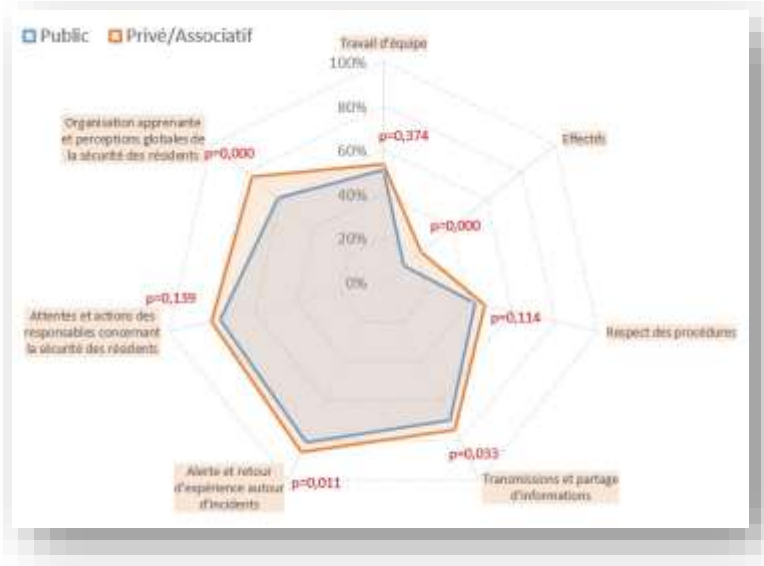 Public Privé/Associatif
Travail d'équipe
100%
80%
p=0,374
60%
40%
20%
0%
Effectifs
p=0,000
Respect des procédures
p=0,114
Transmissions et partage
d'informations
p=0,033
Alerte et retour
d'expérience autour
d'incidents
p=0,011
Attentes et actions des
responsables concernant
la sécurité des résidents
p=0,139
Organisation apprenante
et perceptions globales de
la sécurité des résidents
p=0,000